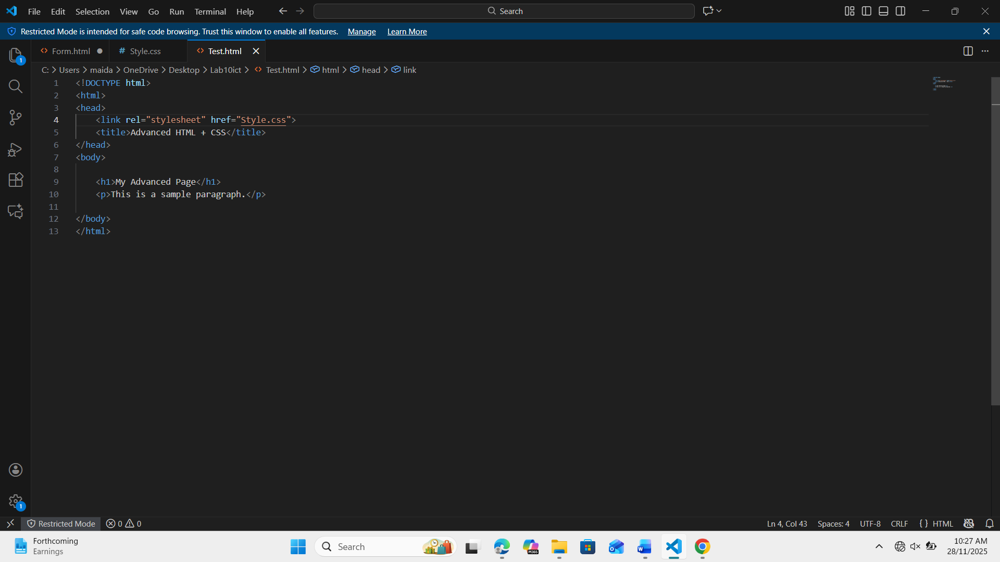 File Edit Selection View Go Run Terminal Help Search
Restricted Mode is intended for safe code browsing. Trust this window to enable all features. Manage Learn More
1 Form.html Style.css Test.html
C: Users maida OneDrive Desktop Lab10ict Test.html html head link
1 <!DOCTYPE html>
2 <html>
3 <head>
4 <link rel="stylesheet" href="Style.css">
5 <title>Advanced HTML + CSS</title>
6 </head>
7 <body>
8
9 <h1>My Advanced Page</h1>
10 <p>This is a sample paragraph.</p>
11
12 </body>
13 </html>
1
Restricted Mode 0 0 Ln 4, Col 43 Spaces: 4 UTF-8 CRLF {} HTML
Forthcoming
Earnings
Search
M365
10:27 AM
28/11/2025